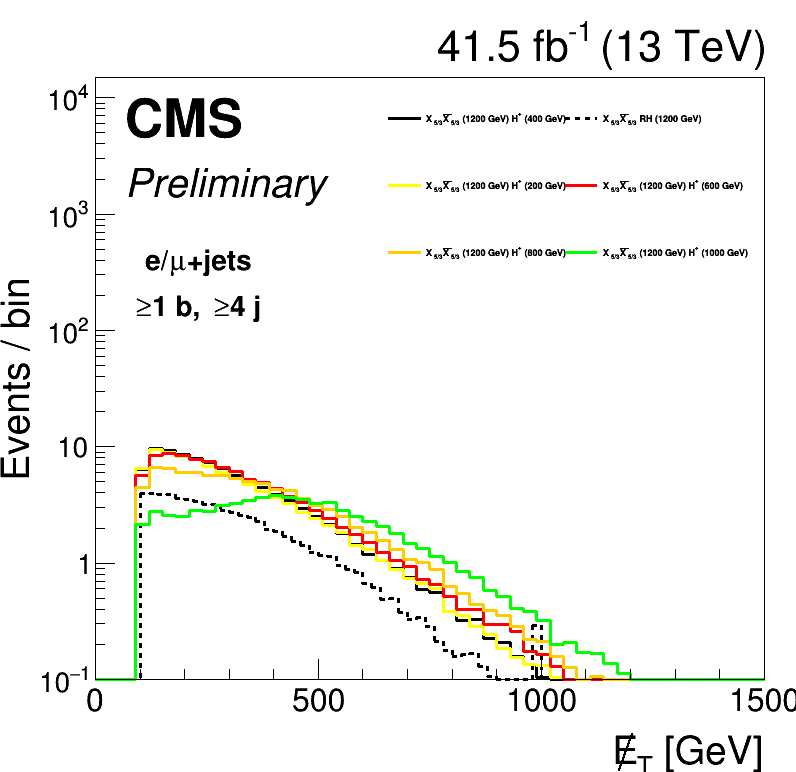 41.5 fb⁻¹ (13 TeV)
CMS
Preliminary
e/μ+jets
≥1 b, ≥4 j
X₅/₃X̅₅/₃ (1200 GeV) H⁺ (400 GeV)
X₅/₃X̅₅/₃ RH (1200 GeV)
X₅/₃X̅₅/₃ (1200 GeV) H⁺ (200 GeV)
X₅/₃X̅₅/₃ (1200 GeV) H⁺ (600 GeV)
X₅/₃X̅₅/₃ (1200 GeV) H⁺ (800 GeV)
X₅/₃X̅₅/₃ (1200 GeV) H⁺ (1000 GeV)
Events / bin
10⁴
10³
10²
10
1
10⁻¹
0 500 1000 1500
E̸_T [GeV]